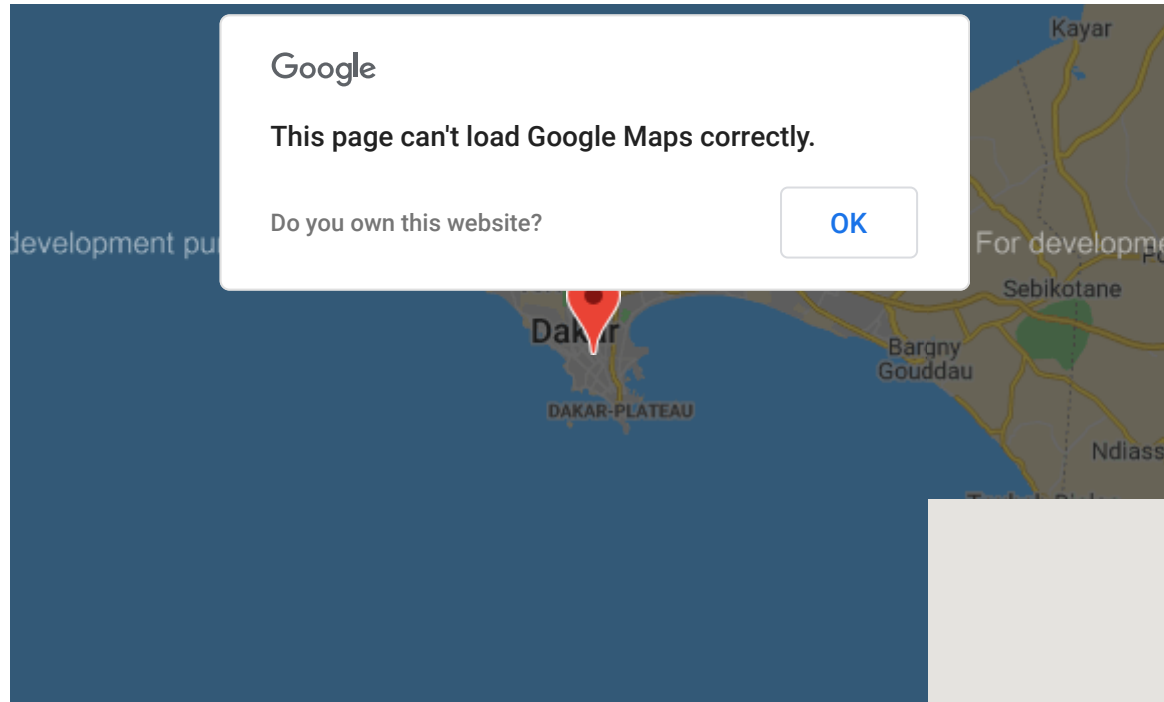 Kayar
Google
This page can't load Google Maps correctly.
Do you own this website?
OK
development pu
For developme
Sebikotane
Dakar
Bargny
Gouddau
DAKAR-PLATEAU
Ndiass